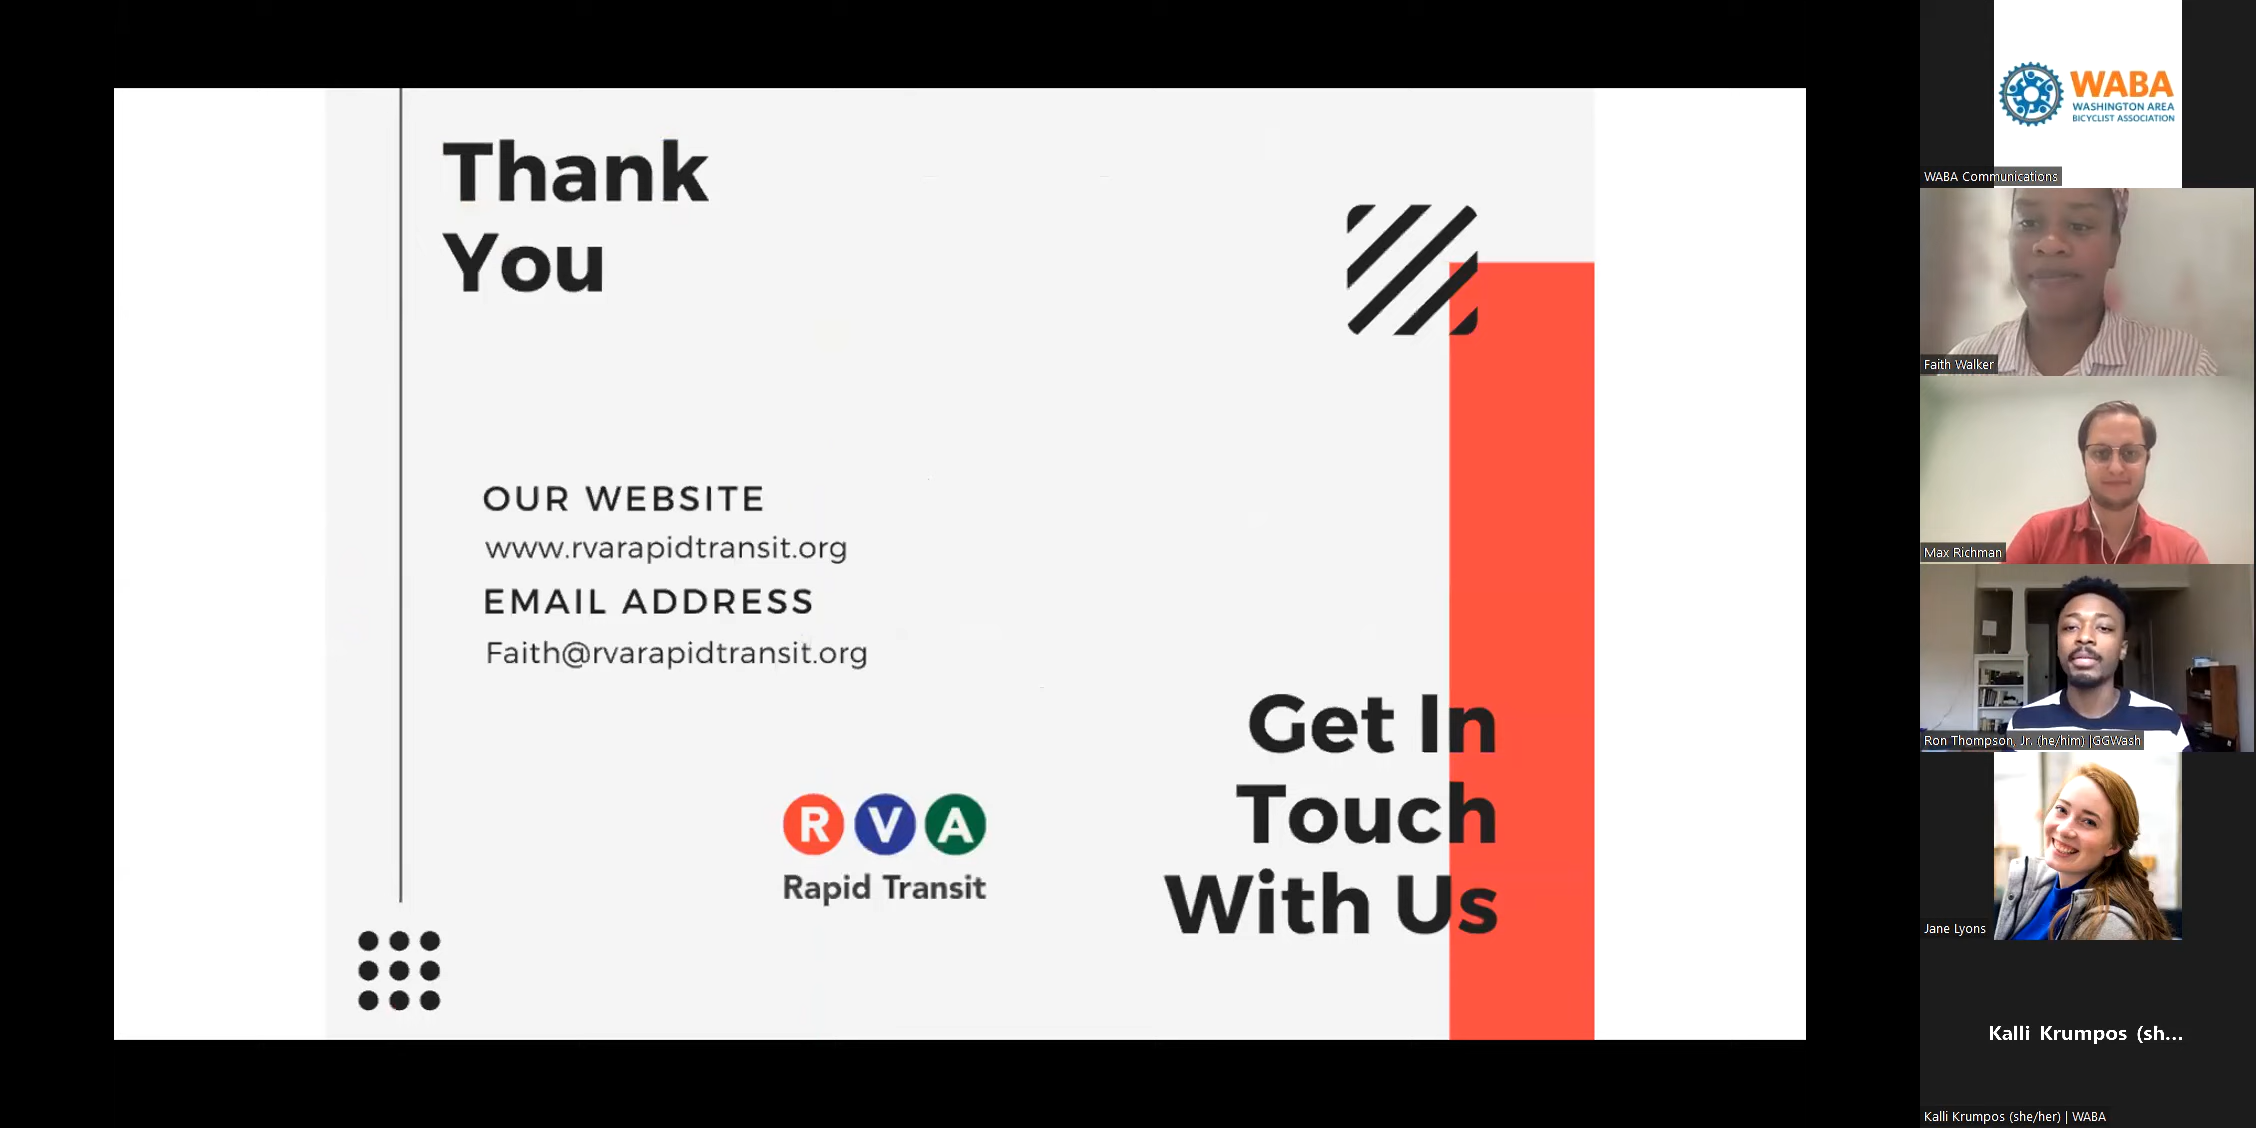 Thank
You
OUR WEBSITE
www.rvarapidtransit.org
EMAIL ADDRESS
Faith@rvarapidtransit.org
R V A
Rapid Transit
Get In
Touch
With Us
WABA
WASHINGTON AREA
BICYCLIST ASSOCIATION
WABA Communications
Faith Walker
Max Richman
Ron Thompson, Jr. (he/him) |GGWash
Jane Lyons
Kalli Krumpos (sh...
Kalli Krumpos (she/her) | WABA